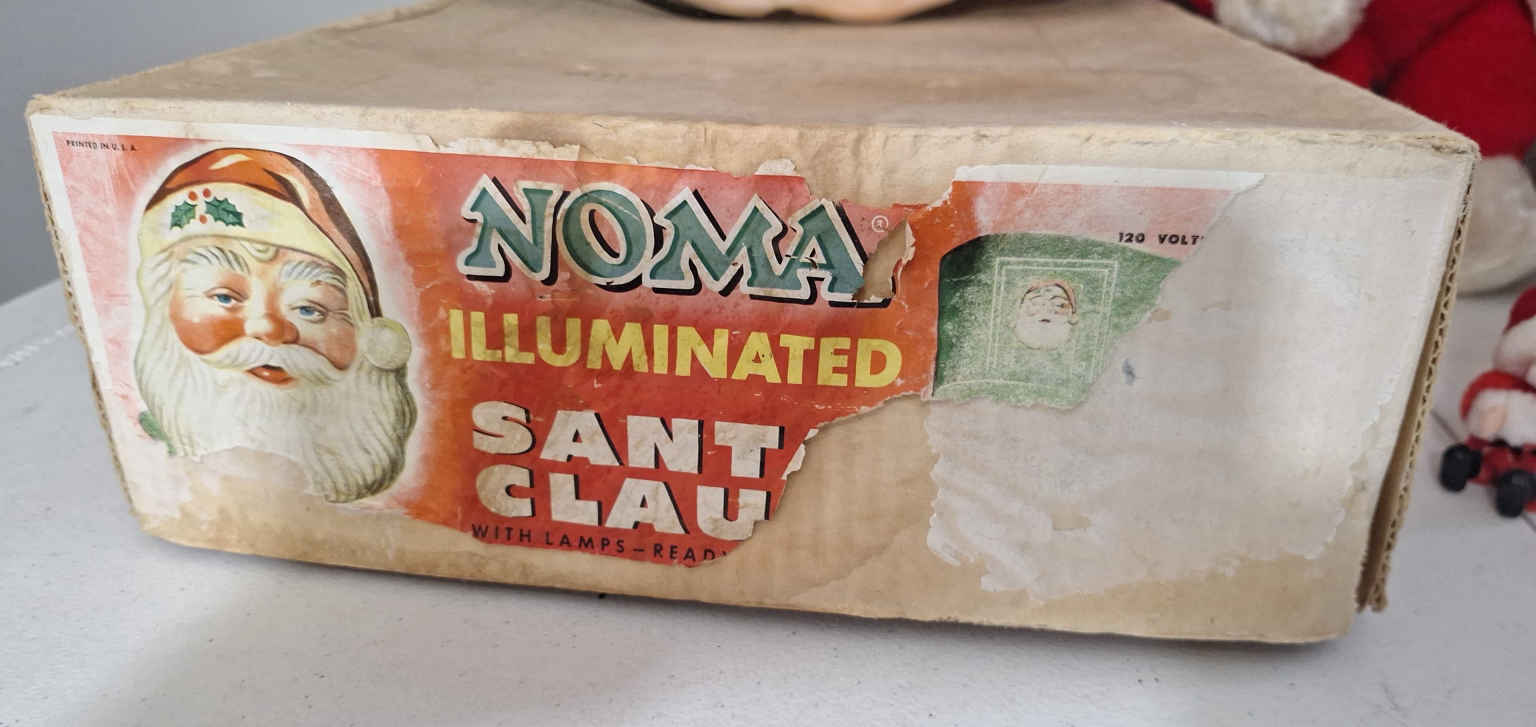 PRINTED IN U.S.A.
NOMA ®
120 VOLT
ILLUMINATED
SANT
CLAU
WITH LAMPS-READY